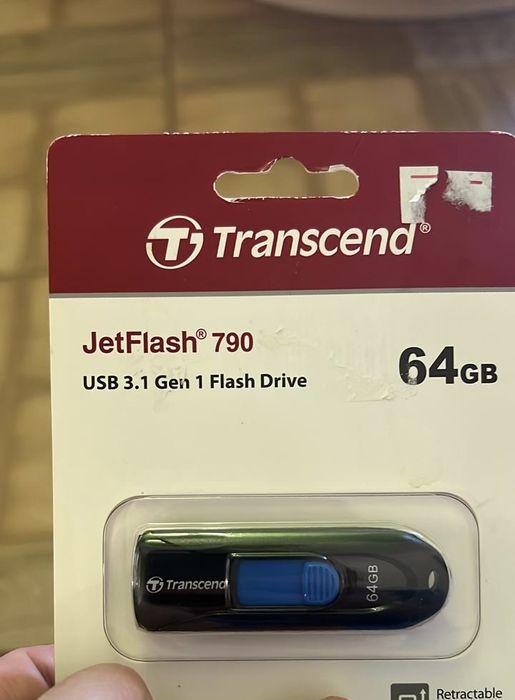 Transcend®
JetFlash® 790
USB 3.1 Gen 1 Flash Drive
64GB
Transcend
64GB
Retractable